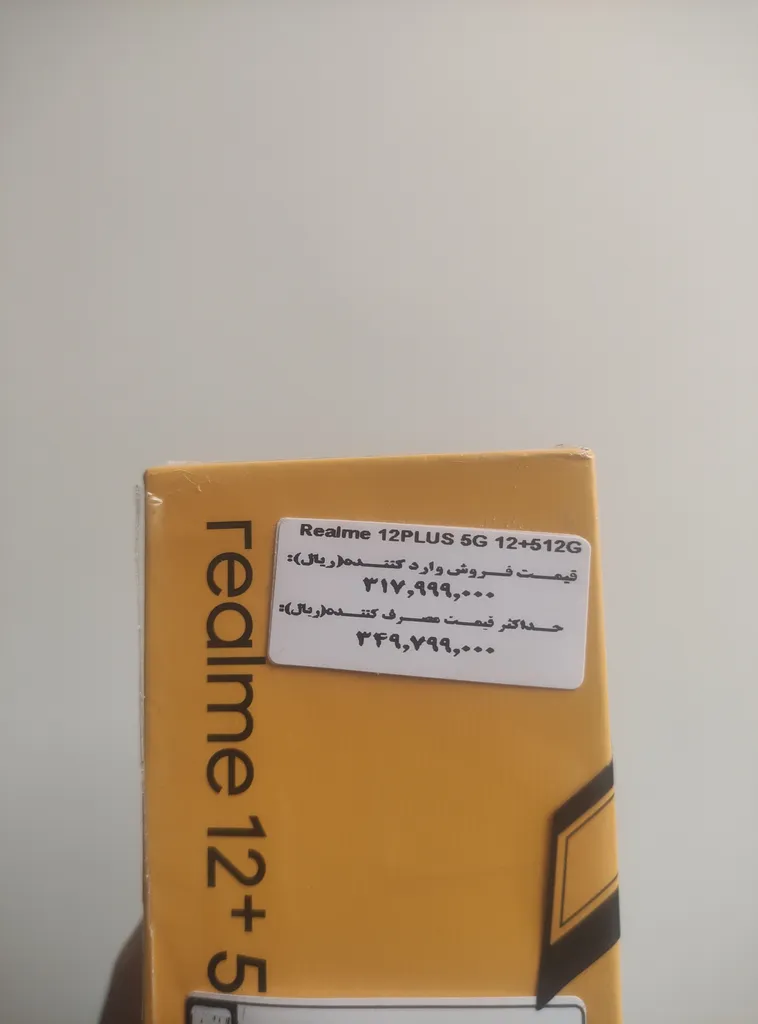 Realme 12PLUS 5G 12+512G
قیمت فروش وارد کننده(ریال):
۳۱۷,۹۹۹,۰۰۰
حداکثر قیمت مصرف کننده(ریال):
۳۴۹,۷۹۹,۰۰۰
realme 12+ 5